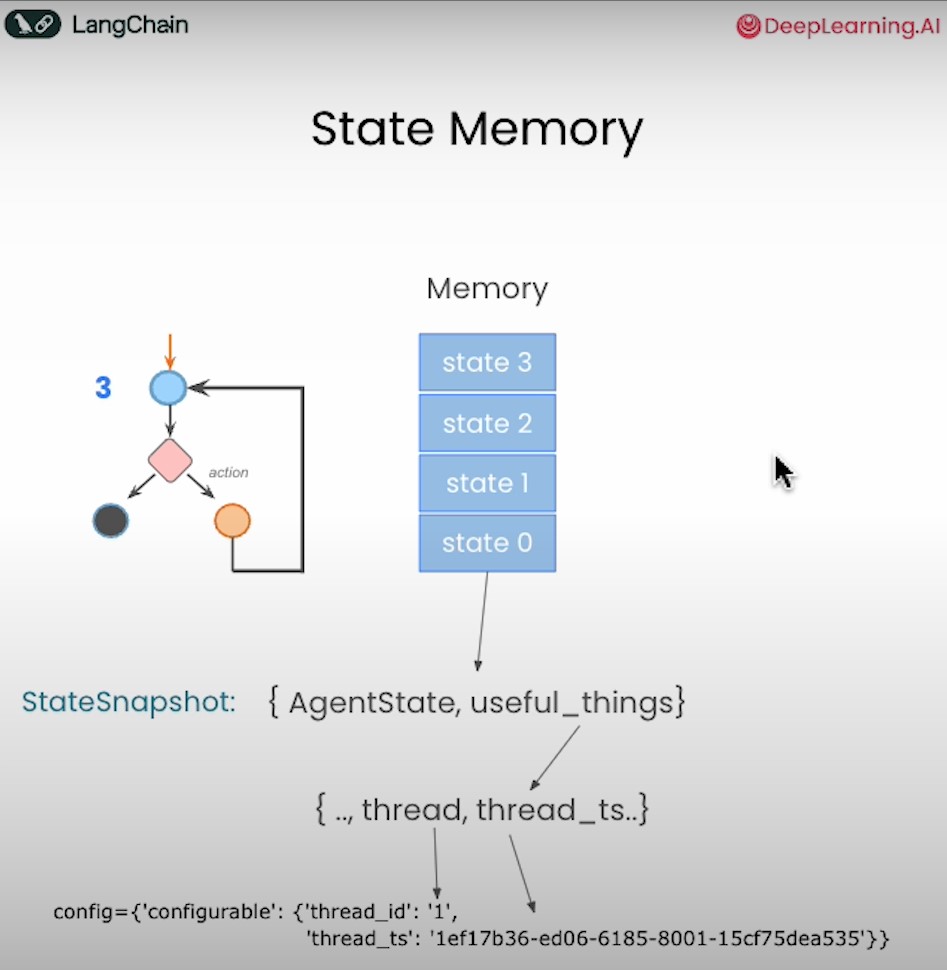 LangChain
DeepLearning.AI
State Memory
Memory
3
action
state 3
state 2
state 1
state 0
StateSnapshot: { AgentState, useful_things}
{ .., thread, thread_ts..}
config={'configurable': {'thread_id': '1',
'thread_ts': '1ef17b36-ed06-6185-8001-15cf75dea535'}}